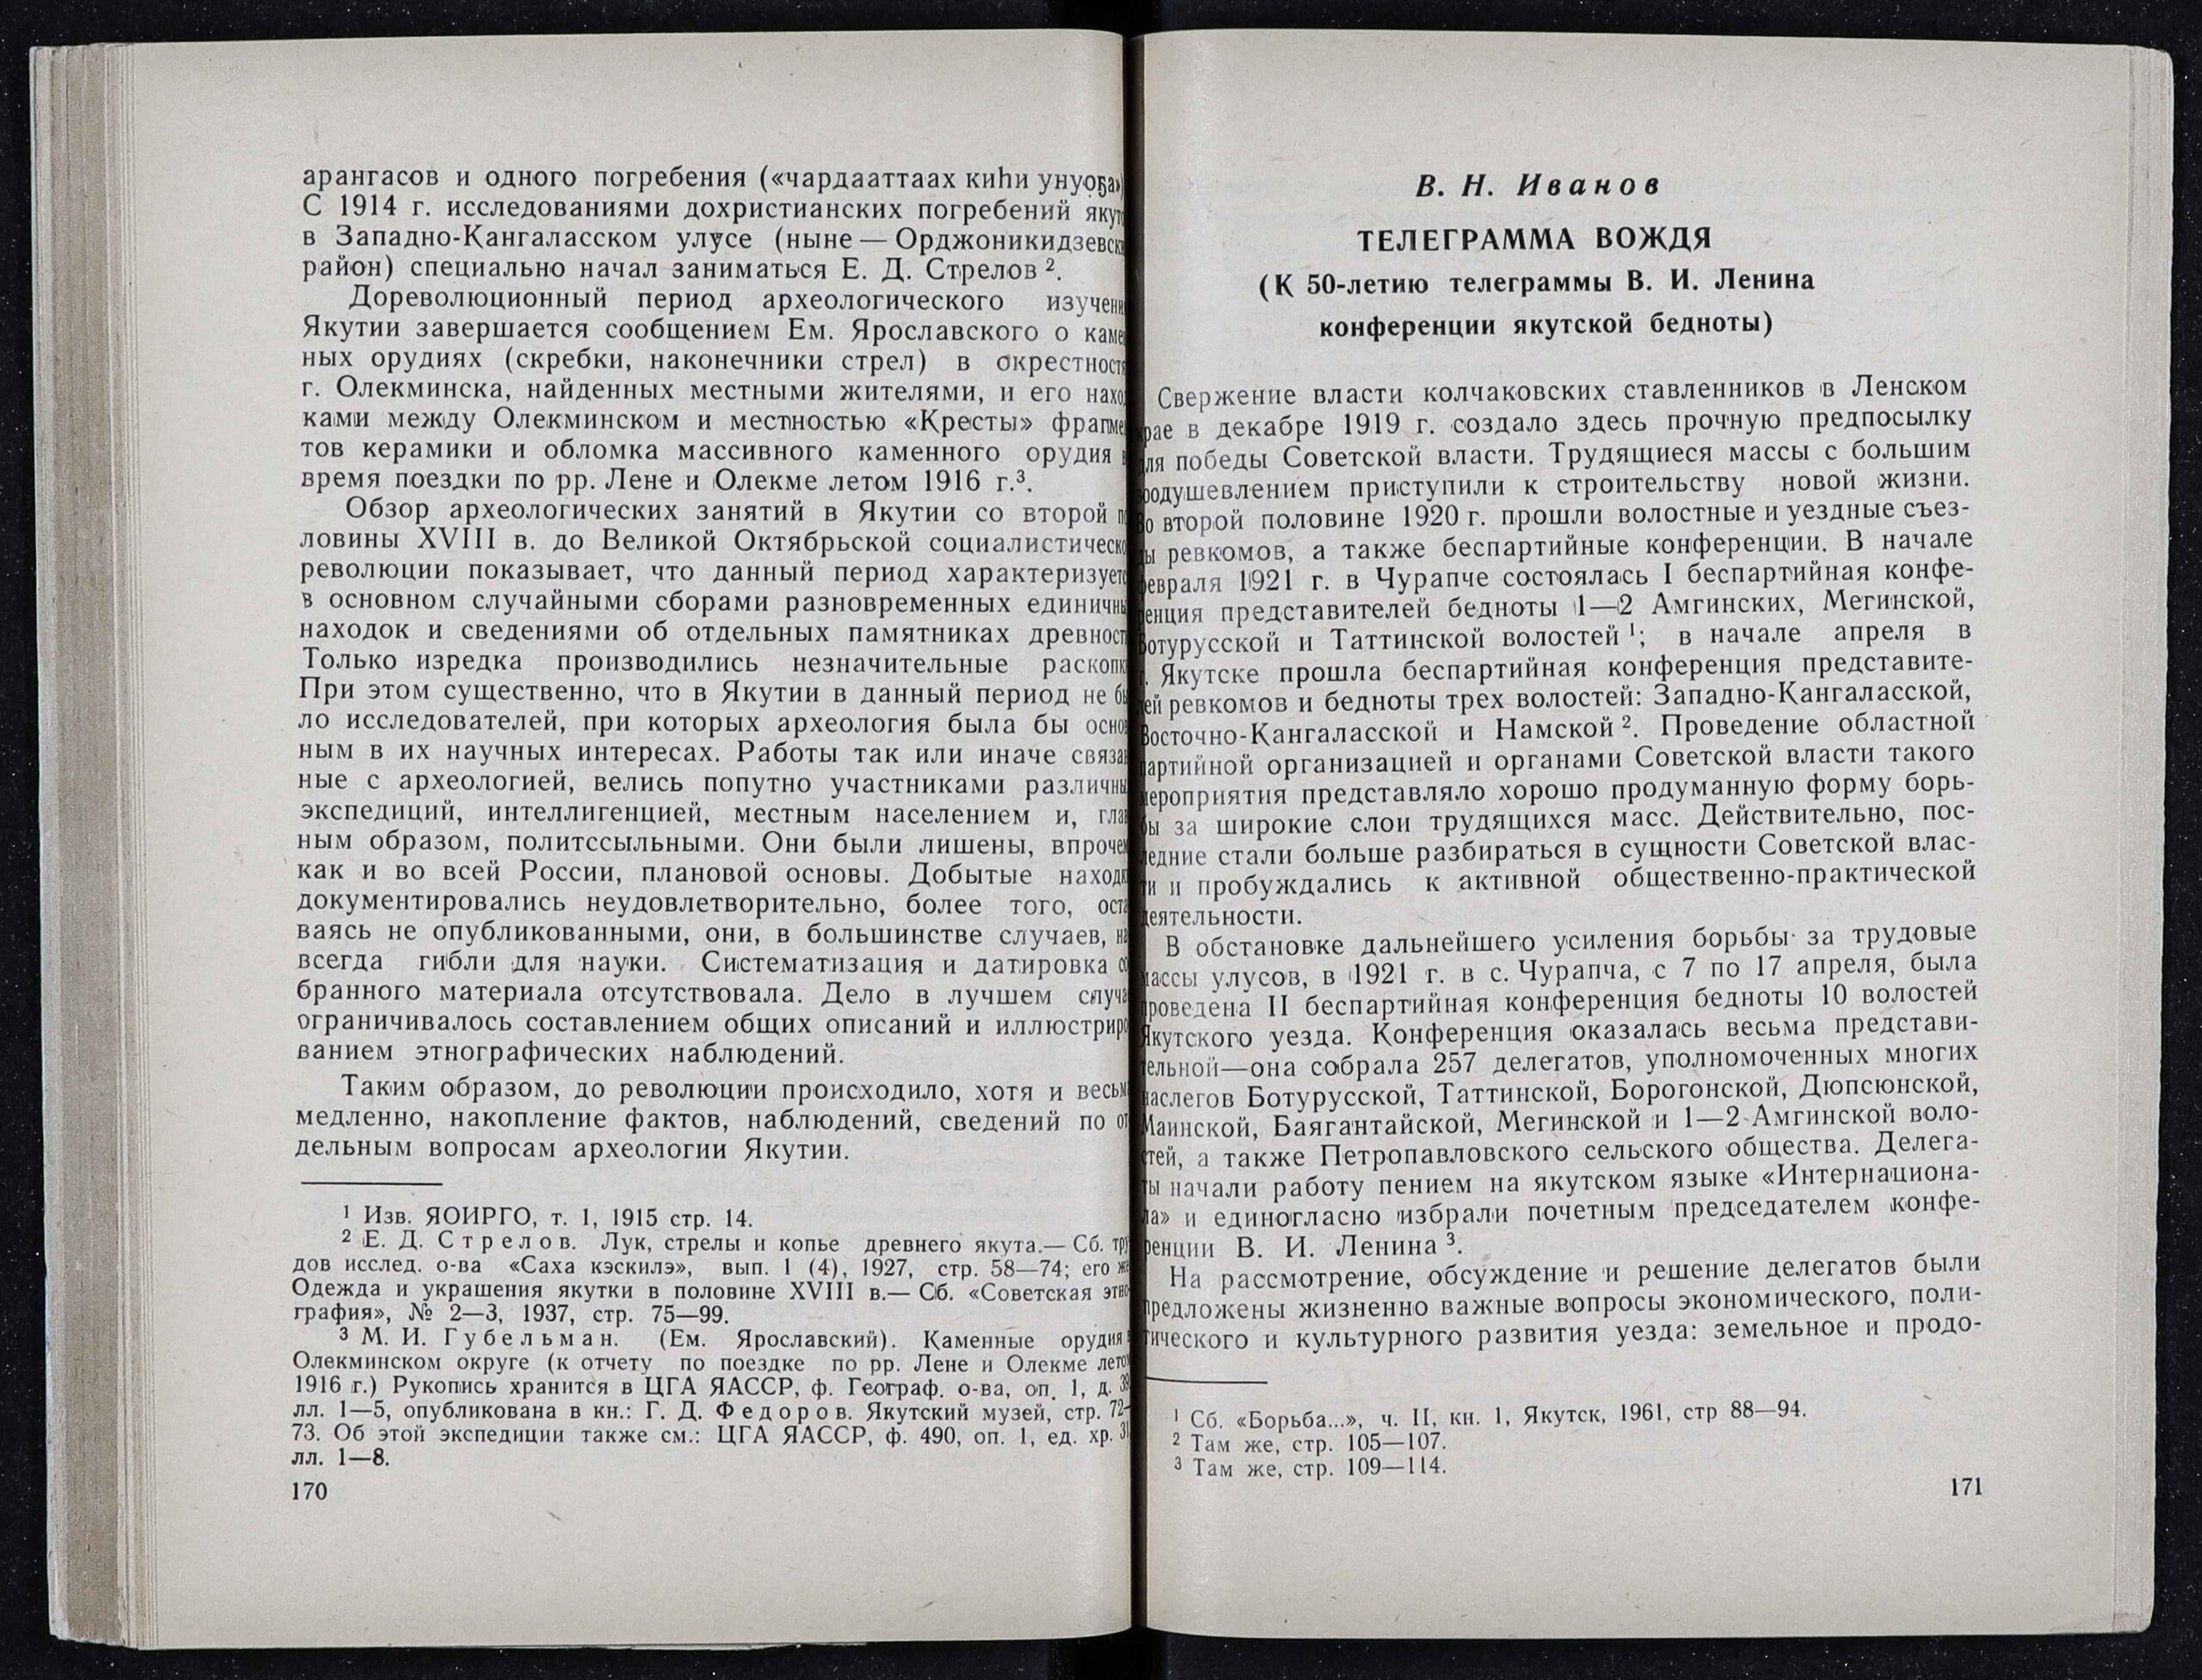 арангасов и одного погребения («чардааттаах киһи унуоҕа»)
С 1914 г. исследованиями дохристианских погребений якут
в Западно-Кангаласском улусе (ныне — Орджоникидзевск
район) специально начал заниматься Е. Д. Стрелов ².
Дореволюционный период археологического изучени
Якутии завершается сообщением Ем. Ярославского о каме
ных орудиях (скребки, наконечники стрел) в окрестностя
г. Олекминска, найденных местными жителями, и его нахо
ками между Олекминском и местностью «Кресты» фрагме
тов керамики и обломка массивного каменного орудия в
время поездки по рр. Лене и Олекме летом 1916 г.³.
Обзор археологических занятий в Якутии со второй по
ловины XVIII в. до Великой Октябрьской социалистическо
революции показывает, что данный период характеризуетс
в основном случайными сборами разновременных единичны
находок и сведениями об отдельных памятниках древност
Только изредка производились незначительные раскопк
При этом существенно, что в Якутии в данный период не бы
ло исследователей, при которых археология была бы основ
ным в их научных интересах. Работы так или иначе связан
ные с археологией, велись попутно участниками различны
экспедиций, интеллигенцией, местным населением и, глав
ным образом, политссыльными. Они были лишены, впрочем
как и во всей России, плановой основы. Добытые находк
документировались неудовлетворительно, более того, оста
ваясь не опубликованными, они, в большинстве случаев, на
всегда гибли для науки. Систематизация и датировка со
бранного материала отсутствовала. Дело в лучшем случа
ограничивалось составлением общих описаний и иллюстриро
ванием этнографических наблюдений.
Таким образом, до революции происходило, хотя и весьм
медленно, накопление фактов, наблюдений, сведений по от
дельным вопросам археологии Якутии.
¹ Изв. ЯОИРГО, т. 1, 1915 стр. 14.
² Е. Д. Стрелов. Лук, стрелы и копье древнего якута.— Сб. тру
дов исслед. о-ва «Саха кэскилэ», вып. 1 (4), 1927, стр. 58—74; его же
Одежда и украшения якутки в половине XVIII в.— Сб. «Советская этно
графия», № 2—3, 1937, стр. 75—99.
³ М. И. Губельман. (Ем. Ярославский). Каменные орудия в
Олекминском округе (к отчету по поездке по рр. Лене и Олекме лето
1916 г.) Рукопись хранится в ЦГА ЯАССР, ф. Географ. о-ва, оп. 1, д. 39
лл. 1—5, опубликована в кн.: Г. Д. Федоров. Якутский музей, стр. 72—
73. Об этой экспедиции также см.: ЦГА ЯАССР, ф. 490, оп. 1, ед. хр. 31
лл. 1—8.
170
В. Н. Иванов
ТЕЛЕГРАММА ВОЖДЯ
(К 50-летию телеграммы В. И. Ленина
конференции якутской бедноты)
Свержение власти колчаковских ставленников в Ленском
крае в декабре 1919 г. создало здесь прочную предпосылку
для победы Советской власти. Трудящиеся массы с большим
воодушевлением приступили к строительству новой жизни.
Во второй половине 1920 г. прошли волостные и уездные съез-
ды ревкомов, а также беспартийные конференции. В начале
февраля 1921 г. в Чурапче состоялась I беспартийная конфе-
ренция представителей бедноты 1—2 Амгинских, Мегинской,
Ботурусской и Таттинской волостей ¹; в начале апреля в
г. Якутске прошла беспартийная конференция представите-
лей ревкомов и бедноты трех волостей: Западно-Кангаласской,
Восточно-Кангаласской и Намской ². Проведение областной
партийной организацией и органами Советской власти такого
мероприятия представляло хорошо продуманную форму борь-
бы за широкие слои трудящихся масс. Действительно, пос-
ледние стали больше разбираться в сущности Советской влас-
ти и пробуждались к активной общественно-практической
деятельности.
В обстановке дальнейшего усиления борьбы за трудовые
массы улусов, в 1921 г. в с. Чурапча, с 7 по 17 апреля, была
проведена II беспартийная конференция бедноты 10 волостей
Якутского уезда. Конференция оказалась весьма представи-
тельной—она собрала 257 делегатов, уполномоченных многих
наслегов Ботурусской, Таттинской, Борогонской, Дюпсюнской,
Маинской, Баягантайской, Мегинской и 1—2 Амгинской воло-
стей, а также Петропавловского сельского общества. Делега-
ты начали работу пением на якутском языке «Интернациона-
ла» и единогласно избрали почетным председателем конфе-
ренции В. И. Ленина ³.
На рассмотрение, обсуждение и решение делегатов были
предложены жизненно важные вопросы экономического, поли-
тического и культурного развития уезда: земельное и продо-
¹ Сб. «Борьба...», ч. II, кн. 1, Якутск, 1961, стр 88—94.
² Там же, стр. 105—107.
³ Там же, стр. 109—114.
171